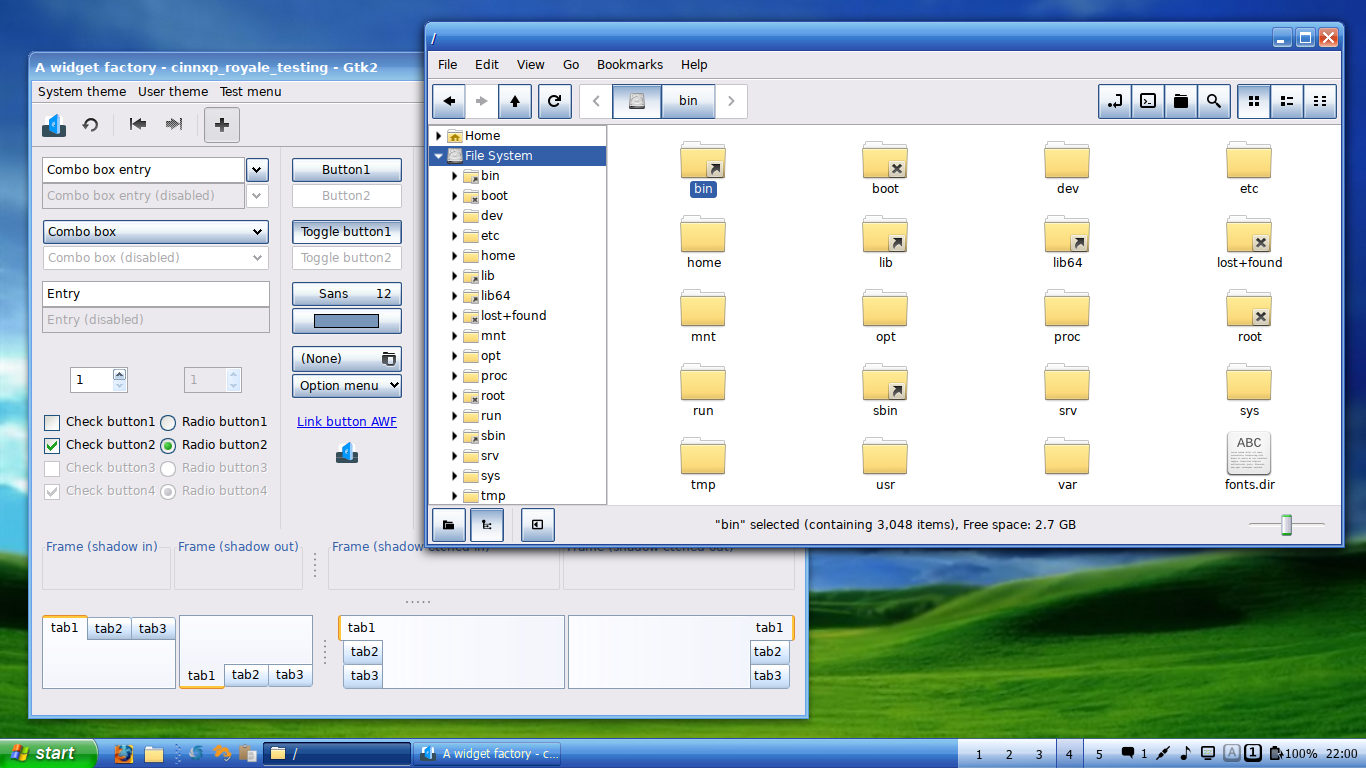 /
File Edit View Go Bookmarks Help
bin
Home
File System
bin
boot
dev
etc
home
lib
lib64
lost+found
mnt
opt
proc
root
run
sbin
srv
sys
tmp
bin boot dev etc
home lib lib64 lost+found
mnt opt proc root
run sbin srv sys
ABC
tmp usr var fonts.dir
"bin" selected (containing 3,048 items), Free space: 2.7 GB
A widget factory - cinnxp_royale_testing - Gtk2
System theme User theme Test menu
Combo box entry
Combo box entry (disabled)
Combo box
Combo box (disabled)
Entry
Entry (disabled)
1 1
Check button1 Radio button1
Check button2 Radio button2
Check button3 Radio button3
Check button4 Radio button4
Button1
Button2
Toggle button1
Toggle button2
Sans 12
(None)
Option menu
Link button AWF
Frame (shadow in) Frame (shadow out) Frame (shadow etched in) Frame (shadow etched out)
tab1 tab2 tab3
tab1 tab2 tab3
tab1
tab2
tab3
tab1
tab2
tab3
start / A widget factory - c... 1 2 3 4 5 1 A 1 100% 22:00